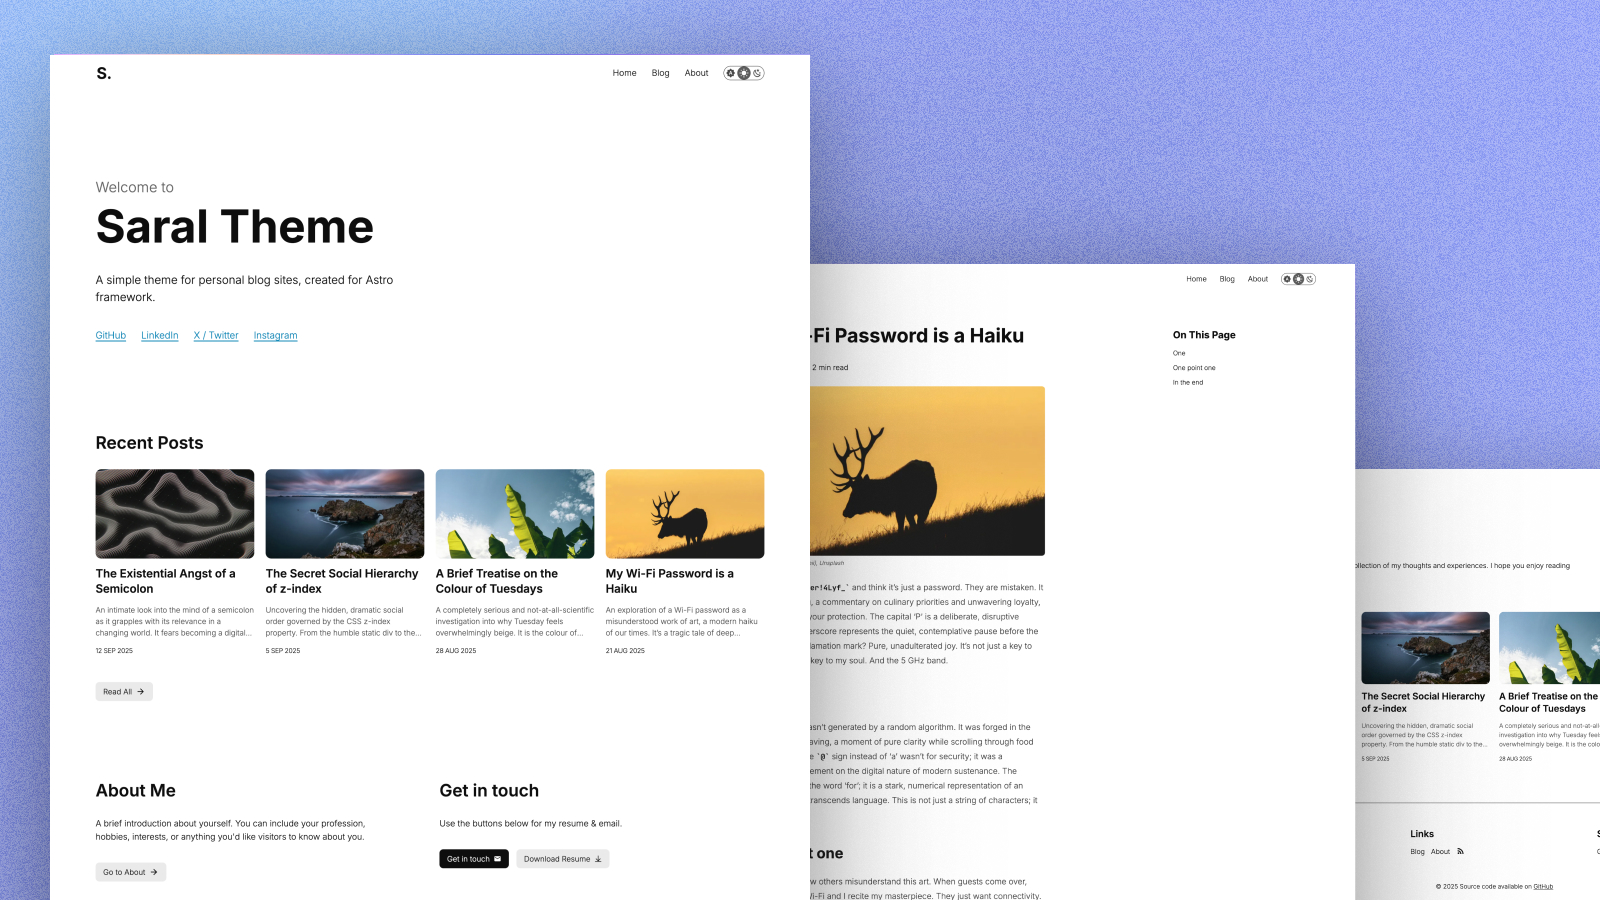 S.
Home Blog About
Welcome to
Saral Theme
A simple theme for personal blog sites, created for Astro
framework.
GitHub LinkedIn X / Twitter Instagram
Recent Posts
The Existential Angst of a
Semicolon
An intimate look into the mind of a semicolon
as it grapples with its relevance in a
changing world. It fears becoming a digital...
12 SEP 2025
The Secret Social Hierarchy
of z-index
Uncovering the hidden, dramatic social
order governed by the CSS z-index
property. From the humble static div to the...
5 SEP 2025
A Brief Treatise on the
Colour of Tuesdays
A completely serious and not-at-all-scientific
investigation into why Tuesday feels
overwhelmingly beige. It is the colour of...
28 AUG 2025
My Wi-Fi Password is a
Haiku
An exploration of a Wi-Fi password as a
misunderstood work of art, a modern haiku
of our times. It's a tragic tale of deep...
21 AUG 2025
Read All
About Me
A brief introduction about yourself. You can include your profession,
hobbies, interests, or anything you'd like visitors to know about you.
Go to About
Get in touch
Use the buttons below for my resume & email.
Get in touch Download Resume
Home Blog About
-Fi Password is a Haiku
2 min read
On This Page
One
One point one
In the end
Unsplash
er!4Lyf_` and think it's just a password. They are mistaken. It
, a commentary on culinary priorities and unwavering loyalty,
your protection. The capital 'P' is a deliberate, disruptive
erscore represents the quiet, contemplative pause before the
lamation mark? Pure, unadulterated joy. It's not just a key to
key to my soul. And the 5 GHz band.
asn't generated by a random algorithm. It was forged in the
aving, a moment of pure clarity while scrolling through food
e `@` sign instead of 'a' wasn't for security; it was a
ement on the digital nature of modern sustenance. The
the word 'for'; it is a stark, numerical representation of an
ranscends language. This is not just a string of characters; it
t one
w others misunderstand this art. When guests come over,
Wi-Fi and I recite my masterpiece. They just want connectivity.
ollection of my thoughts and experiences. I hope you enjoy reading
The Secret Social Hierarchy
of z-index
Uncovering the hidden, dramatic social
order governed by the CSS z-index
property. From the humble static div to the...
5 SEP 2025
A Brief Treatise on the
Colour of Tuesdays
A completely serious and not-at-all-
investigation into why Tuesday feels
overwhelmingly beige. It is the colo
28 AUG 2025
Links
Blog About
© 2025 Source code available on GitHub